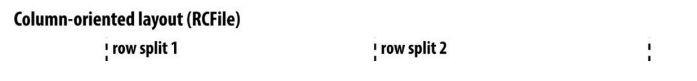 Column-oriented layout (RCFile)
row split 1 row split 2